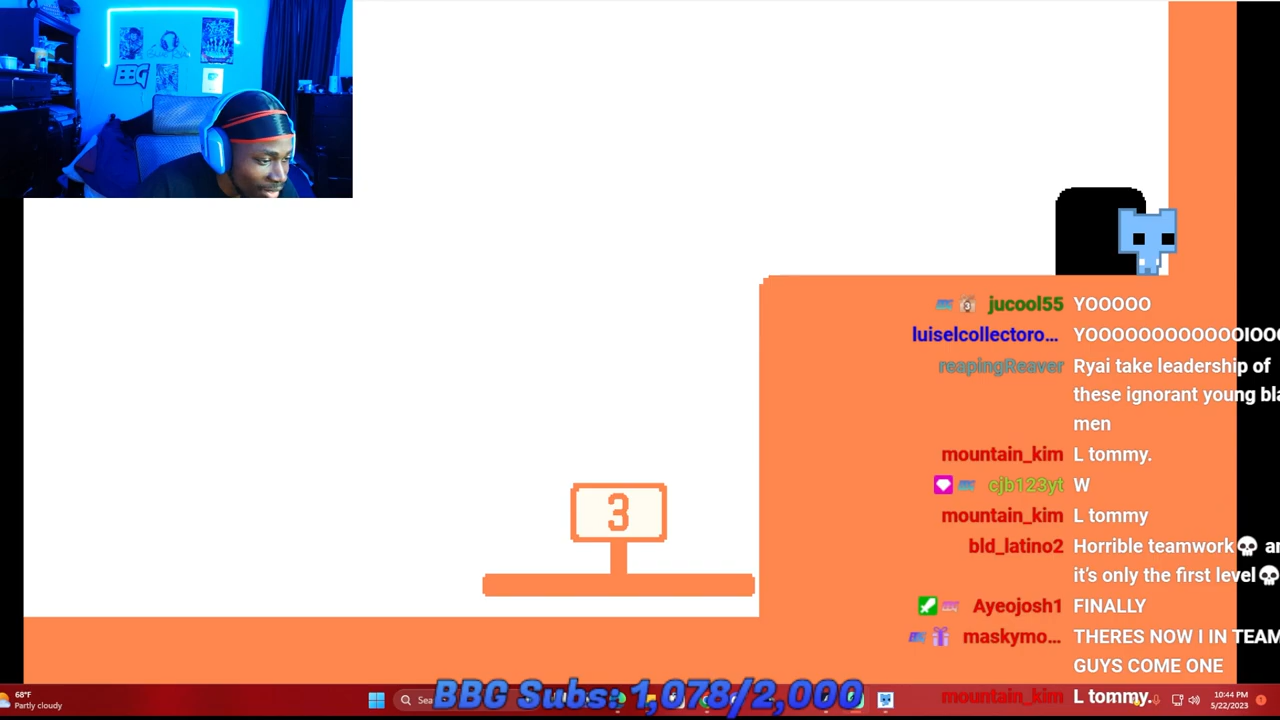 BBG
jucool55 YOOOOO
luiselcollectoro... YOOOOOOOOOOOOIOOO
reapingReaver Ryai take leadership of
these ignorant young bla
men
mountain_kim L tommy.
cjb123yt W
mountain_kim L tommy
bld_latino2 Horrible teamwork💀 an
it's only the first level💀
Ayeojosh1 FINALLY
maskymo... THERES NOW I IN TEAM
GUYS COME ONE
mountain_kim L tommy.
3
68°F
Partly cloudy
Sea
BBG Subs: 1,078/2,000
10:44 PM
5/22/2023